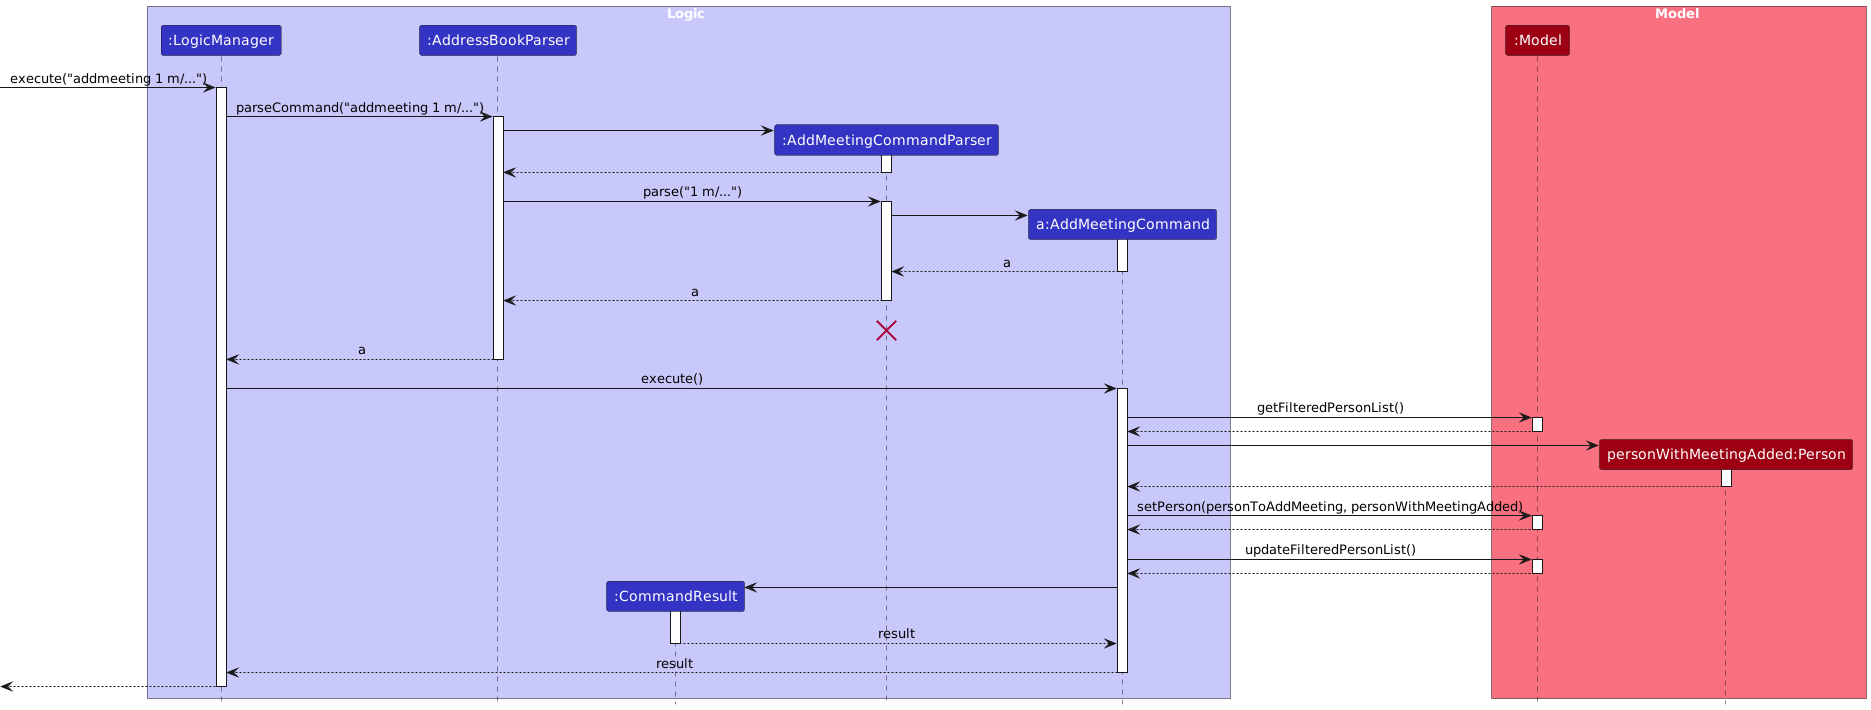 Logic
Model
:LogicManager
:AddressBookParser
:Model
execute("addmeeting 1 m/...")
parseCommand("addmeeting 1 m/...")
:AddMeetingCommandParser
parse("1 m/...")
a:AddMeetingCommand
a
a
a
execute()
getFilteredPersonList()
personWithMeetingAdded:Person
setPerson(personToAddMeeting, personWithMeetingAdded)
updateFilteredPersonList()
:CommandResult
result
result